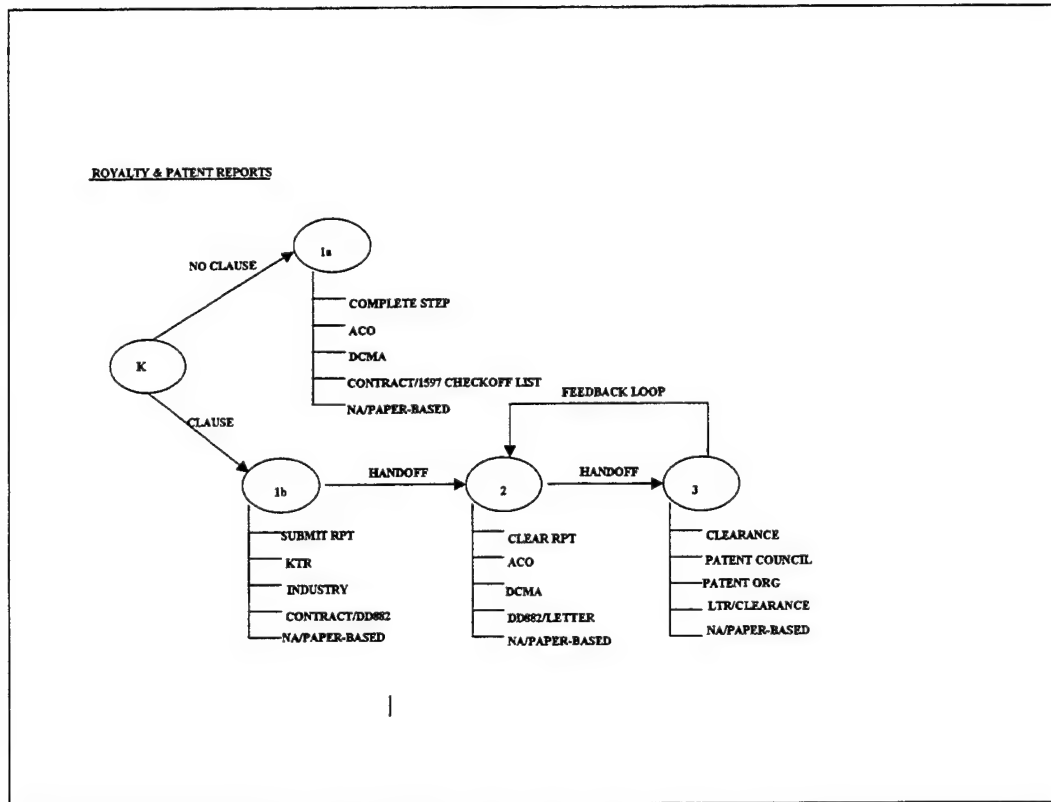 ROYALTY & PATENT REPORTS
1a
NO CLAUSE
COMPLETE STEP
ACO
DCMA
CONTRACT/1597 CHECKOFF LIST
NA/PAPER-BASED
K
CLAUSE
FEEDBACK LOOP
1b
HANDOFF
2
HANDOFF
3
SUBMIT RPT
KTR
INDUSTRY
CONTRACT/DD882
NA/PAPER-BASED
CLEAR RPT
ACO
DCMA
DD882/LETTER
NA/PAPER-BASED
CLEARANCE
PATENT COUNCIL
PATENT ORG
LTR/CLEARANCE
NA/PAPER-BASED